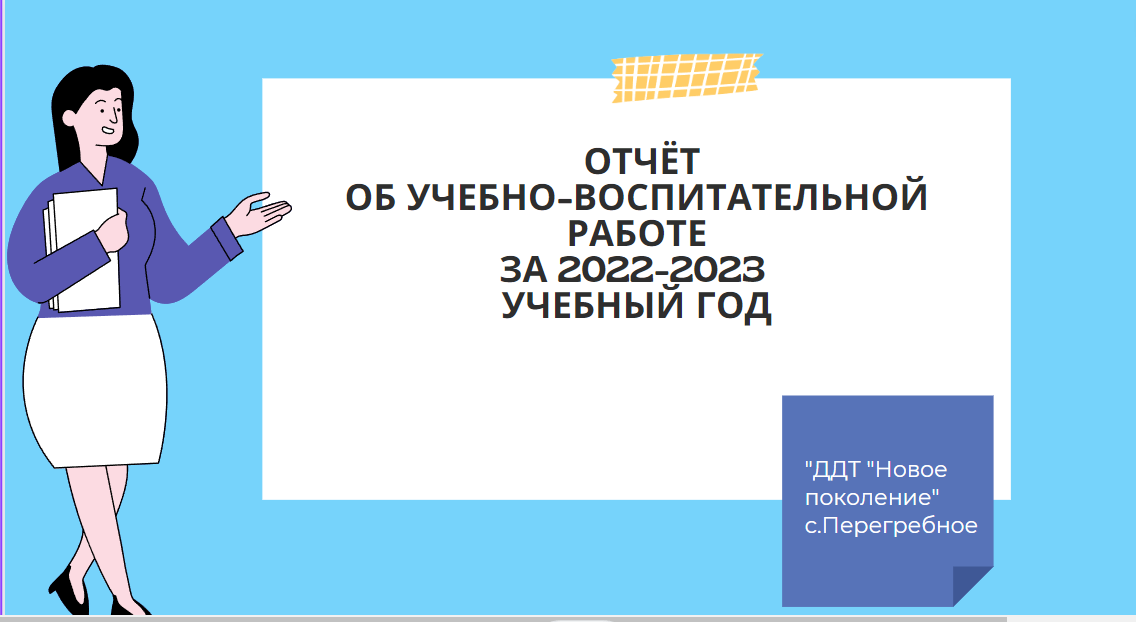 ОТЧЁТ
ОБ УЧЕБНО-ВОСПИТАТЕЛЬНОЙ
РАБОТЕ
ЗА 2022-2023
УЧЕБНЫЙ ГОД
"ДДТ "Новое
поколение"
с.Перегребное